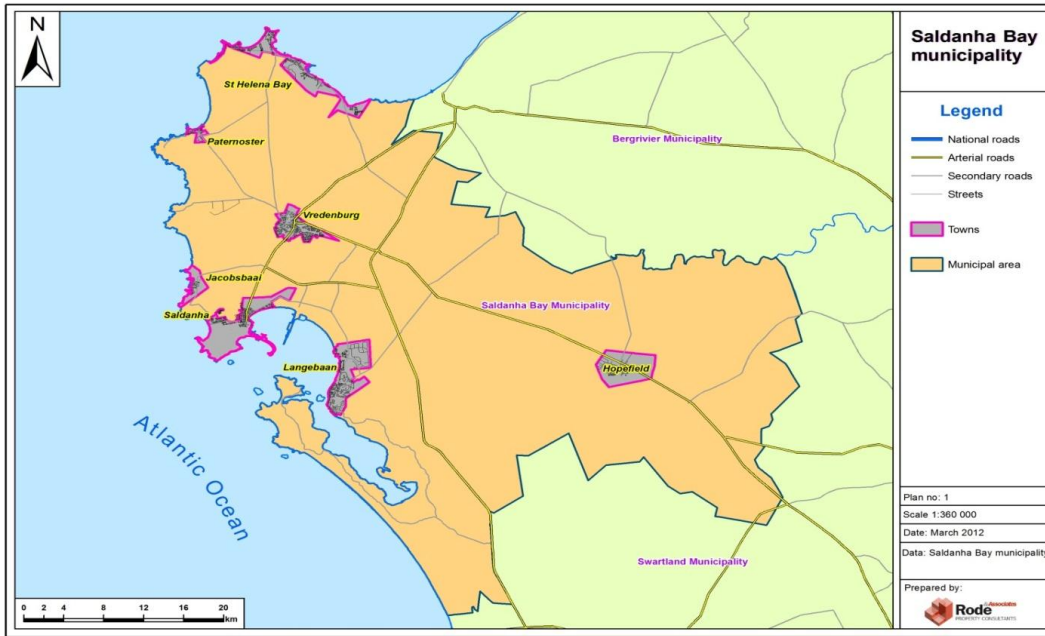 N
St Helena Bay
Paternoster
Vredenburg
Jacobsbaai
Saldanha
Langebaan
Hopefield
Bergrivier Municipality
Saldanha Bay Municipality
Swartland Municipality
Atlantic Ocean
0 2 4 8 12 16 20
km
Saldanha Bay
municipality
Legend
National roads
Arterial roads
Secondary roads
Streets
Towns
Municipal area
Plan no: 1
Scale 1:360 000
Date: March 2012
Data: Saldanha Bay municipality
Prepared by:
Rode & Associates
PROPERTY CONSULTANTS